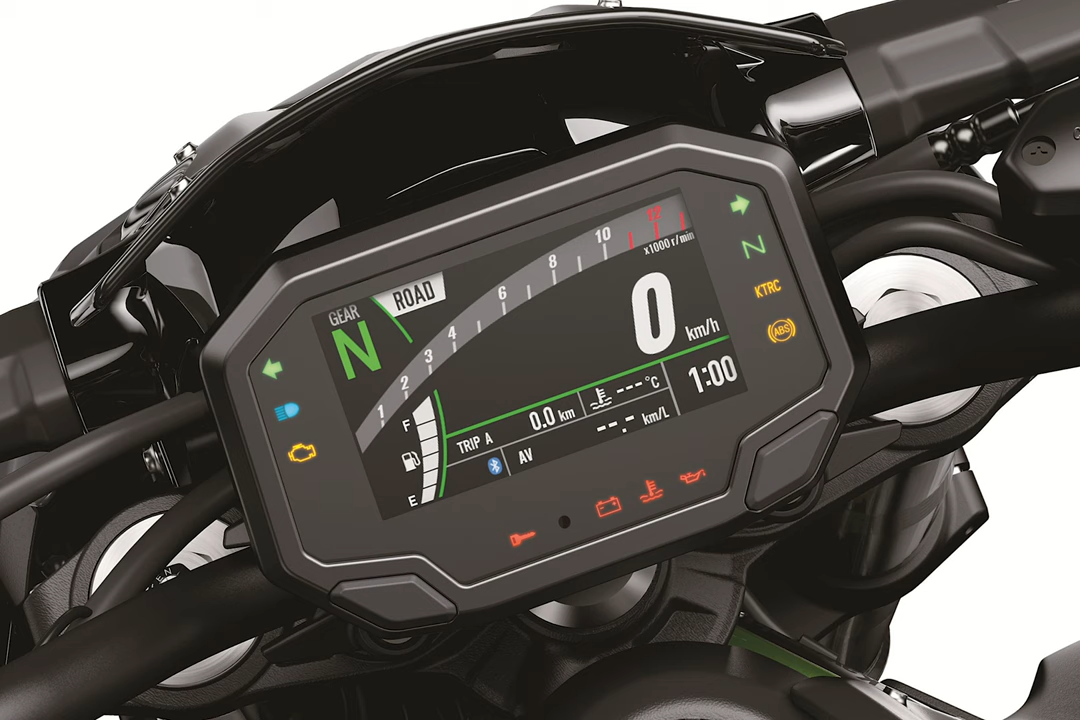 GEAR
N
ROAD
1
2
3
4
6
8
10
12
x1000 r/min
0
km/h
N
KTRC
ABS
F
E
TRIP A
0.0 km
---°C
1:00
AV
--.- km/L